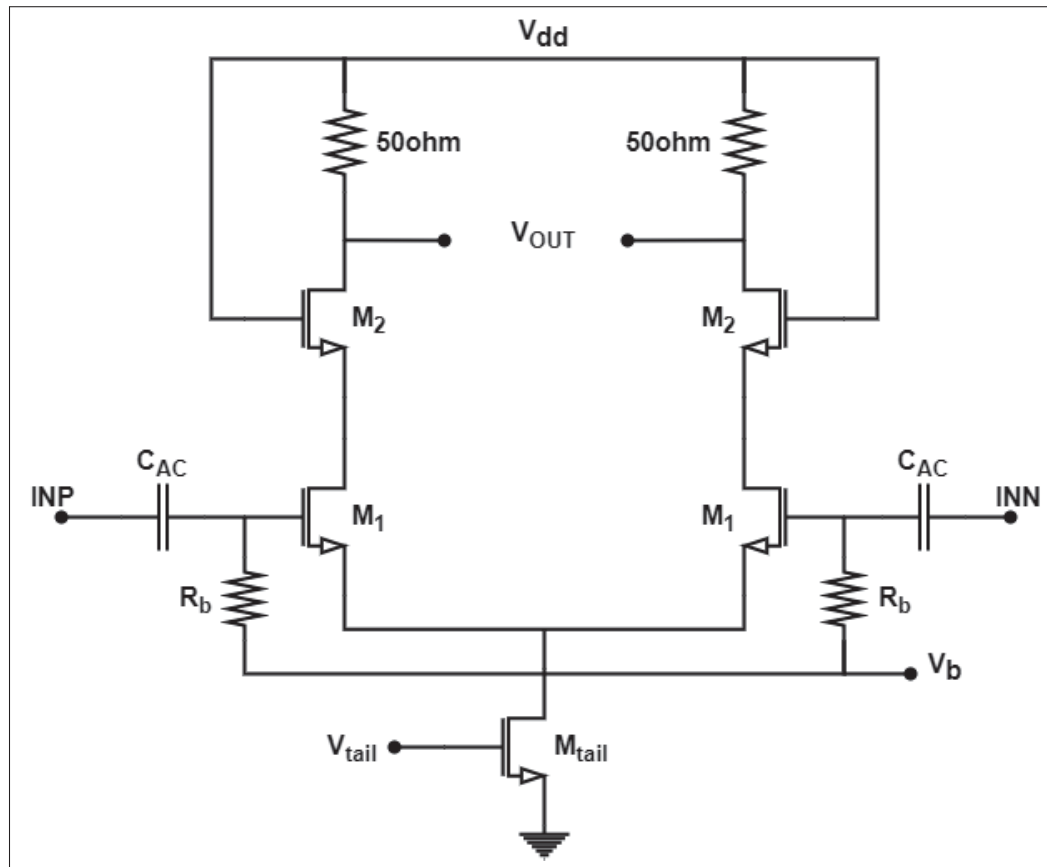 Vdd
50ohm 50ohm
VOUT
M2 M2
CAC CAC
INP M1 M1 INN
Rb Rb
Vb
Vtail Mtail